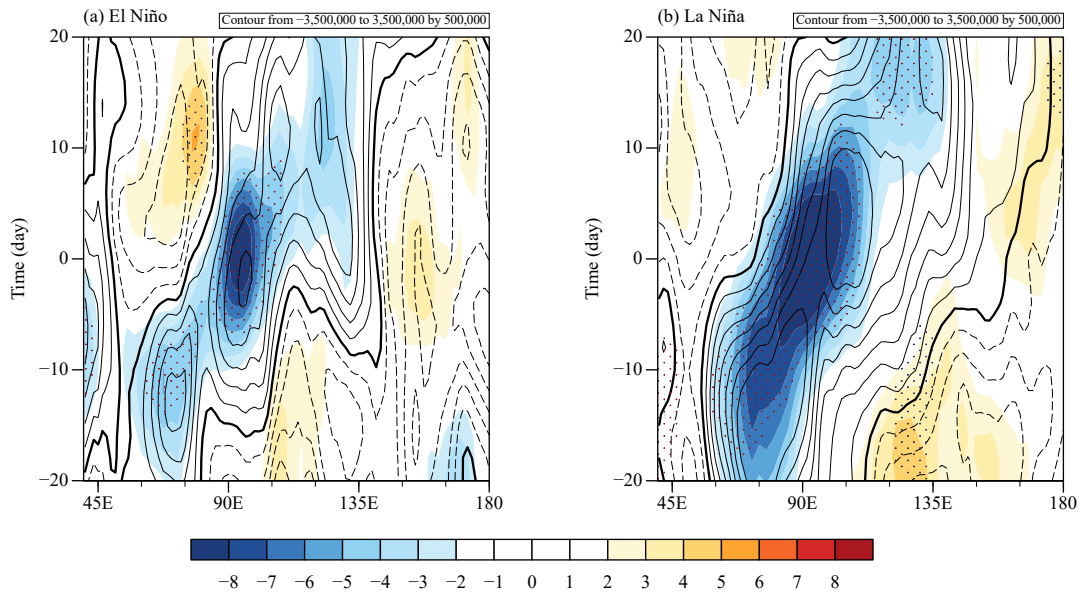 (a) El Niño
Contour from −3,500,000 to 3,500,000 by 500,000
(b) La Niña
Contour from −3,500,000 to 3,500,000 by 500,000
Time (day)
20
10
0
−10
−20
45E 90E 135E 180
Time (day)
20
10
0
−10
−20
45E 90E 135E 180
−8 −7 −6 −5 −4 −3 −2 −1 0 1 2 3 4 5 6 7 8